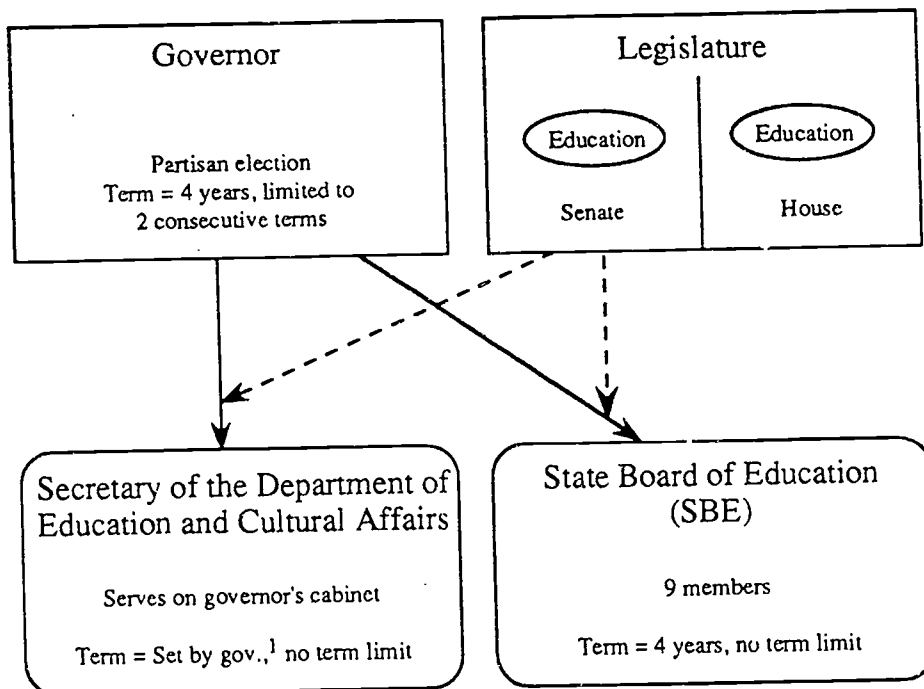 Governor
Partisan election
Term = 4 years, limited to
2 consecutive terms
Legislature
Education
Education
Senate
House
Secretary of the Department of
Education and Cultural Affairs
Serves on governor's cabinet
Term = Set by gov.,1 no term limit
State Board of Education
(SBE)
9 members
Term = 4 years, no term limit